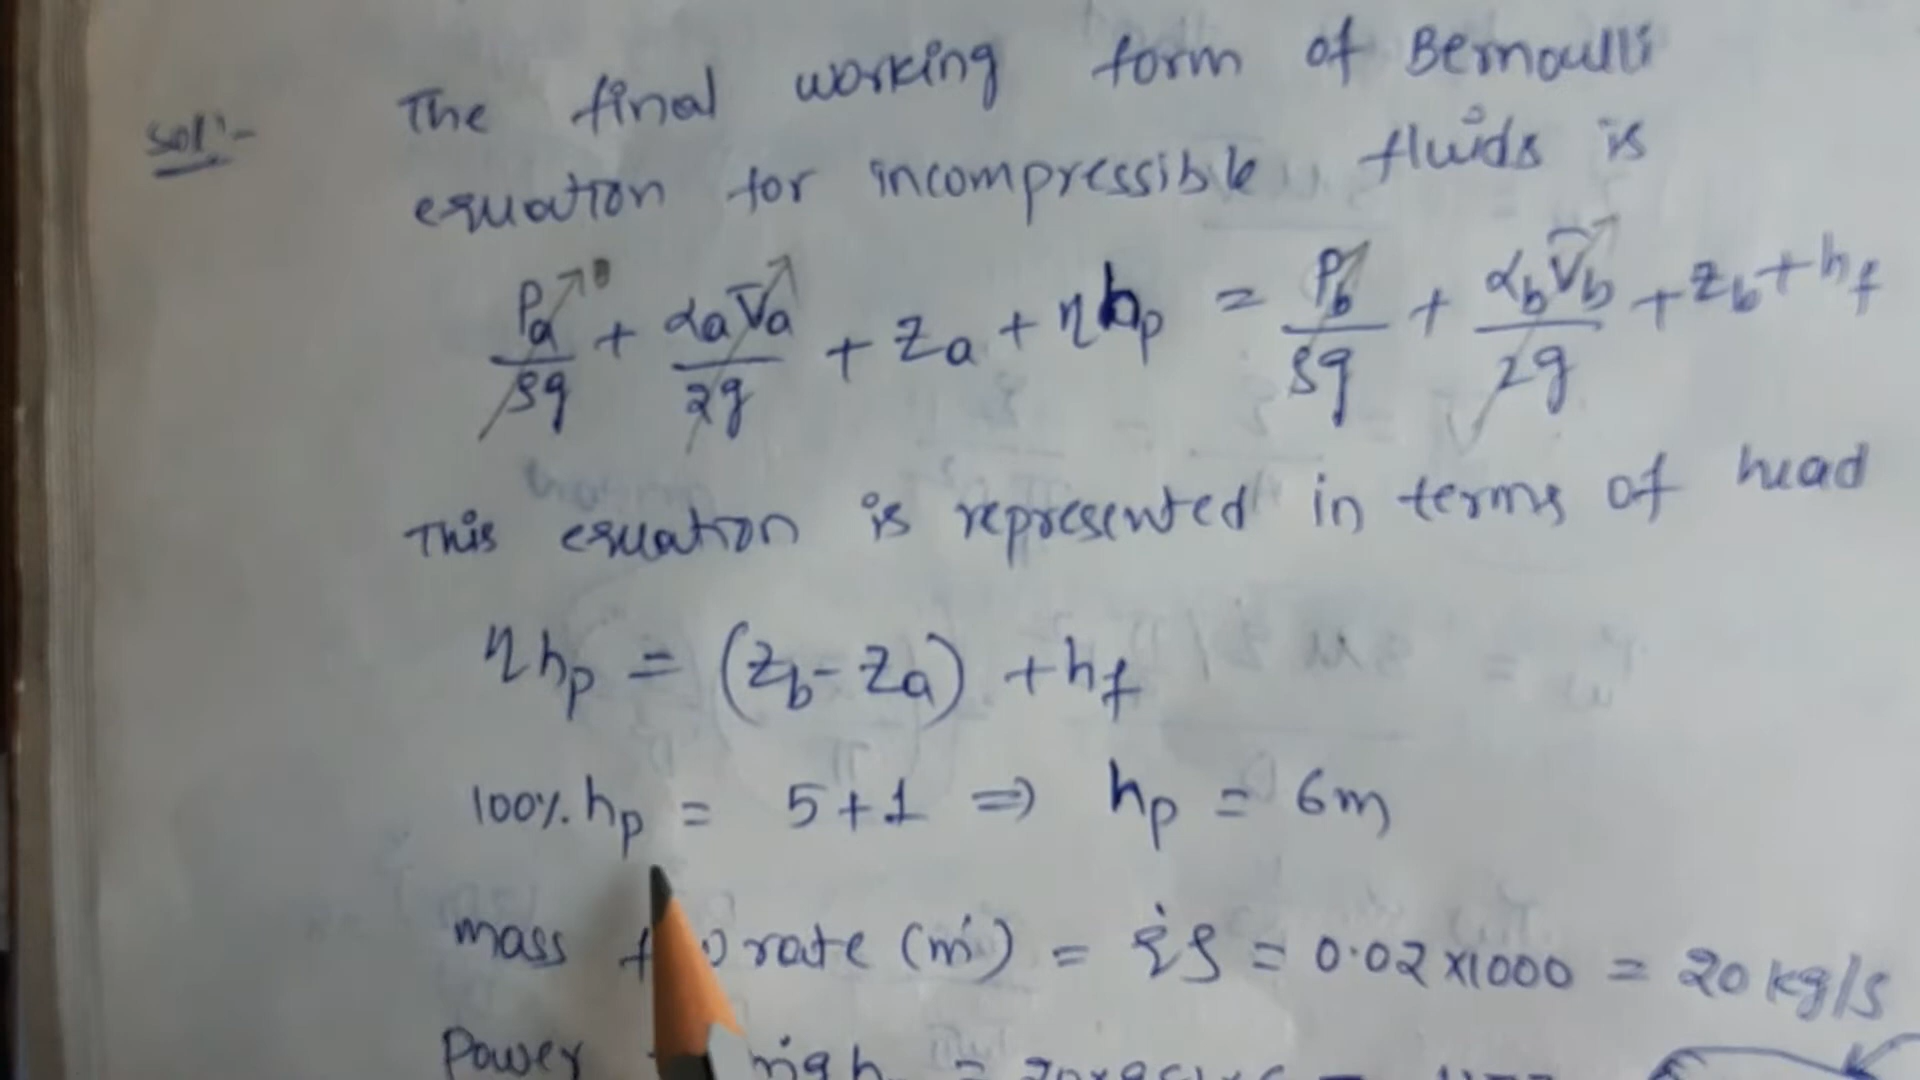 Sol:-
The final working form of Bernoulli
equation for incompressible fluids is
Pa/ρg + αaV̅a/2g + Za + ηhp = Pb/ρg + αbV̅b/2g + Zb + hf
This equation is represented in terms of head
ηhp = (Zb - Za) + hf
100% hp = 5+1 ⇒ hp = 6m
mass rate (ṁ) = = 0.02 x1000 = 20 kg/s
Power